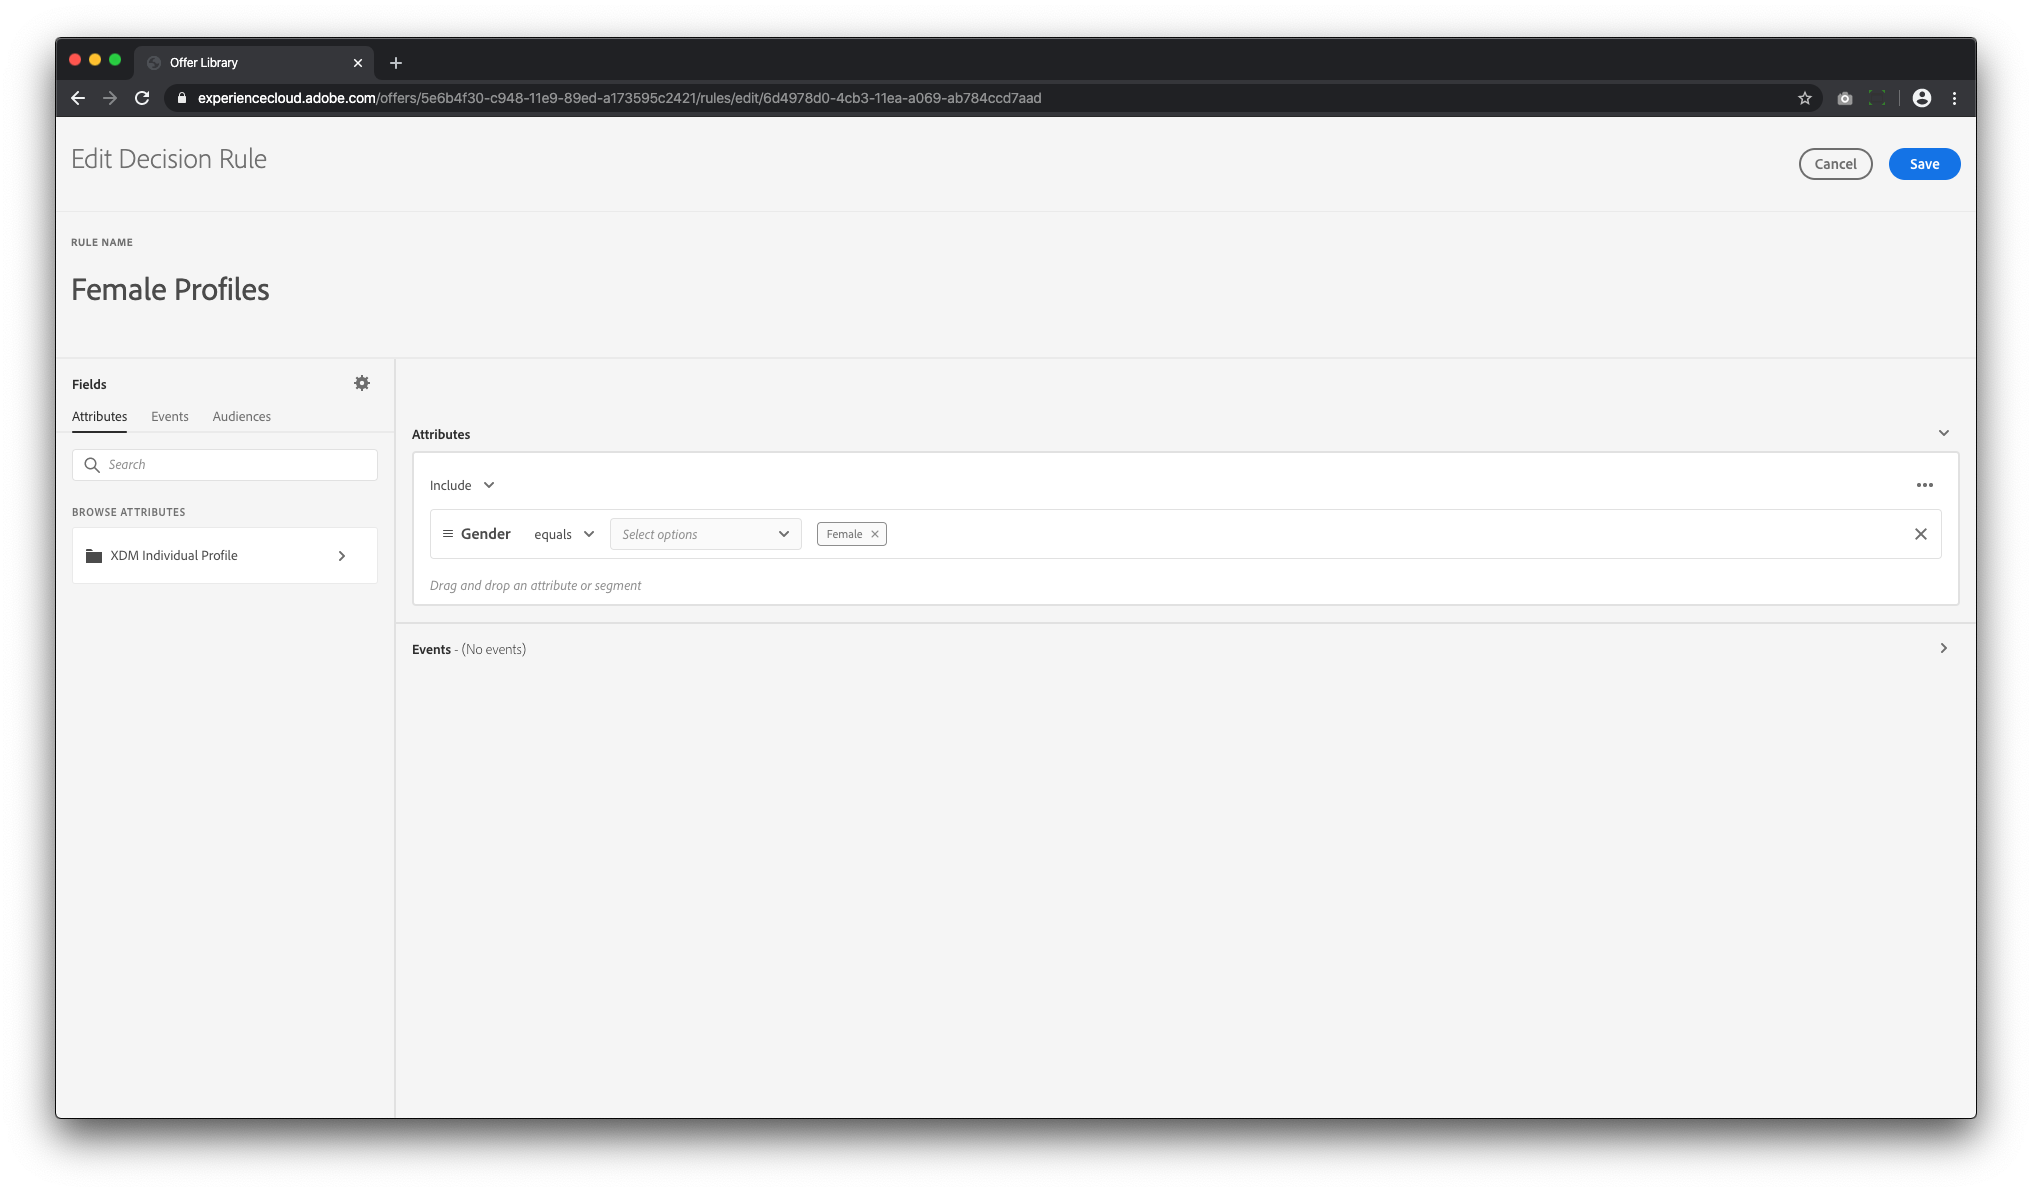 Offer Library
experiencecloud.adobe.com/offers/5e6b4f30-c948-11e9-89ed-a173595c2421/rules/edit/6d4978d0-4cb3-11ea-a069-ab784ccd7aad
Edit Decision Rule
Cancel
Save
RULE NAME
Female Profiles
Fields
Attributes Events Audiences
Search
BROWSE ATTRIBUTES
XDM Individual Profile
Attributes
Include
Gender equals Select options Female
Drag and drop an attribute or segment
Events - (No events)